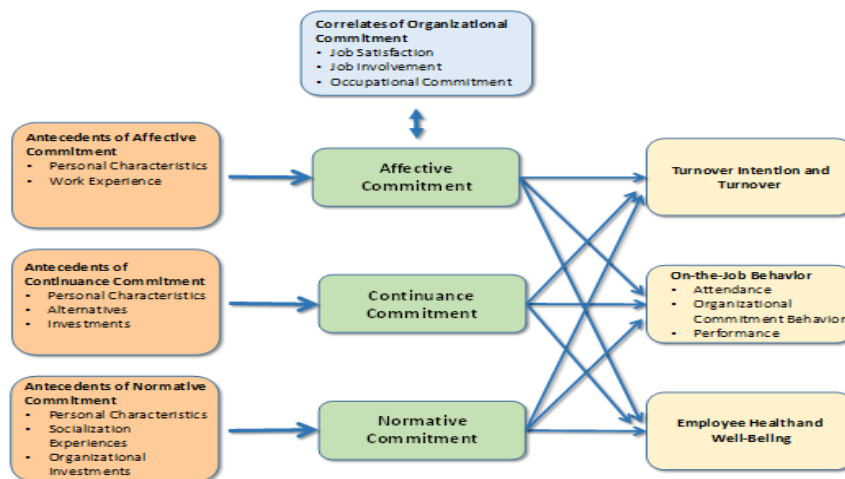 Correlates of Organizational
Commitment
• Job Satisfaction
• Job Involvement
• Occupational Commitment
Antecedents of Affective
Commitment
• Personal Characteristics
• Work Experience
Affective
Commitment
Turnover Intention and
Turnover
Antecedents of
Continuance Commitment
• Personal Characteristics
• Alternatives
• Investments
Continuance
Commitment
On-the-Job Behavior
• Attendance
• Organizational
Commitment Behavior
• Performance
Antecedents of Normative
Commitment
• Personal Characteristics
• Socialization
Experiences
• Organizational
Investments
Normative
Commitment
Employee Healthand
Well-Being